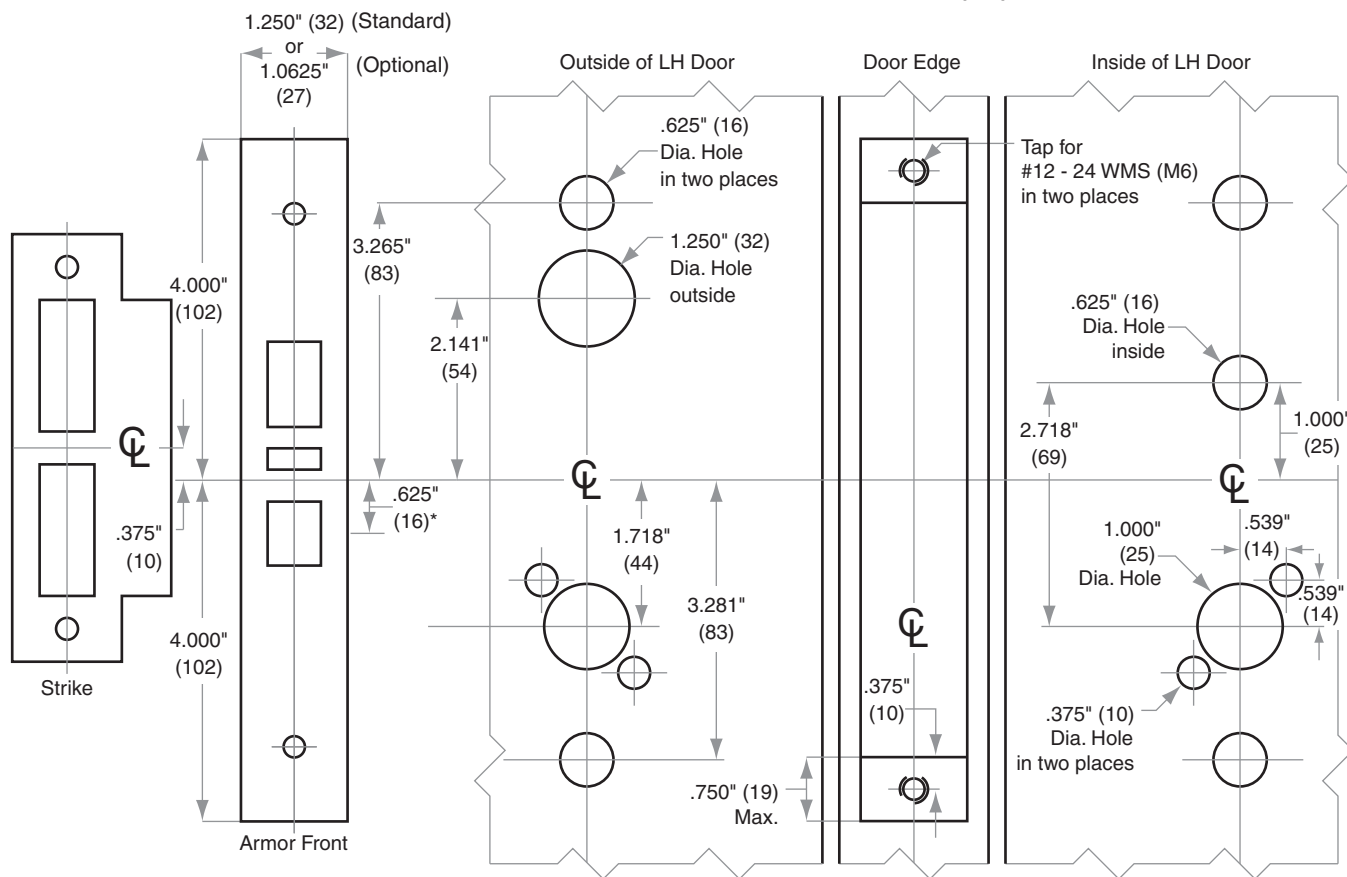 1.250" (32) (Standard)
or
1.0625" (Optional)
(27)
Outside of LH Door
Door Edge
Inside of LH Door
.625" (16)
Dia. Hole
in two places
Tap for
#12 - 24 WMS (M6)
in two places
3.265"
(83)
1.250" (32)
Dia. Hole
outside
4.000"
(102)
.625" (16)
Dia. Hole
inside
2.141"
(54)
2.718"
(69)
1.000"
(25)
CL
CL
CL
.625"
(16)*
.375"
(10)
1.718"
(44)
1.000"
(25)
Dia. Hole
.539"
(14)
.539"
(14)
3.281"
(83)
CL
4.000"
(102)
Strike
.375"
(10)
.375" (10)
Dia. Hole
in two places
.750" (19)
Max.
Armor Front